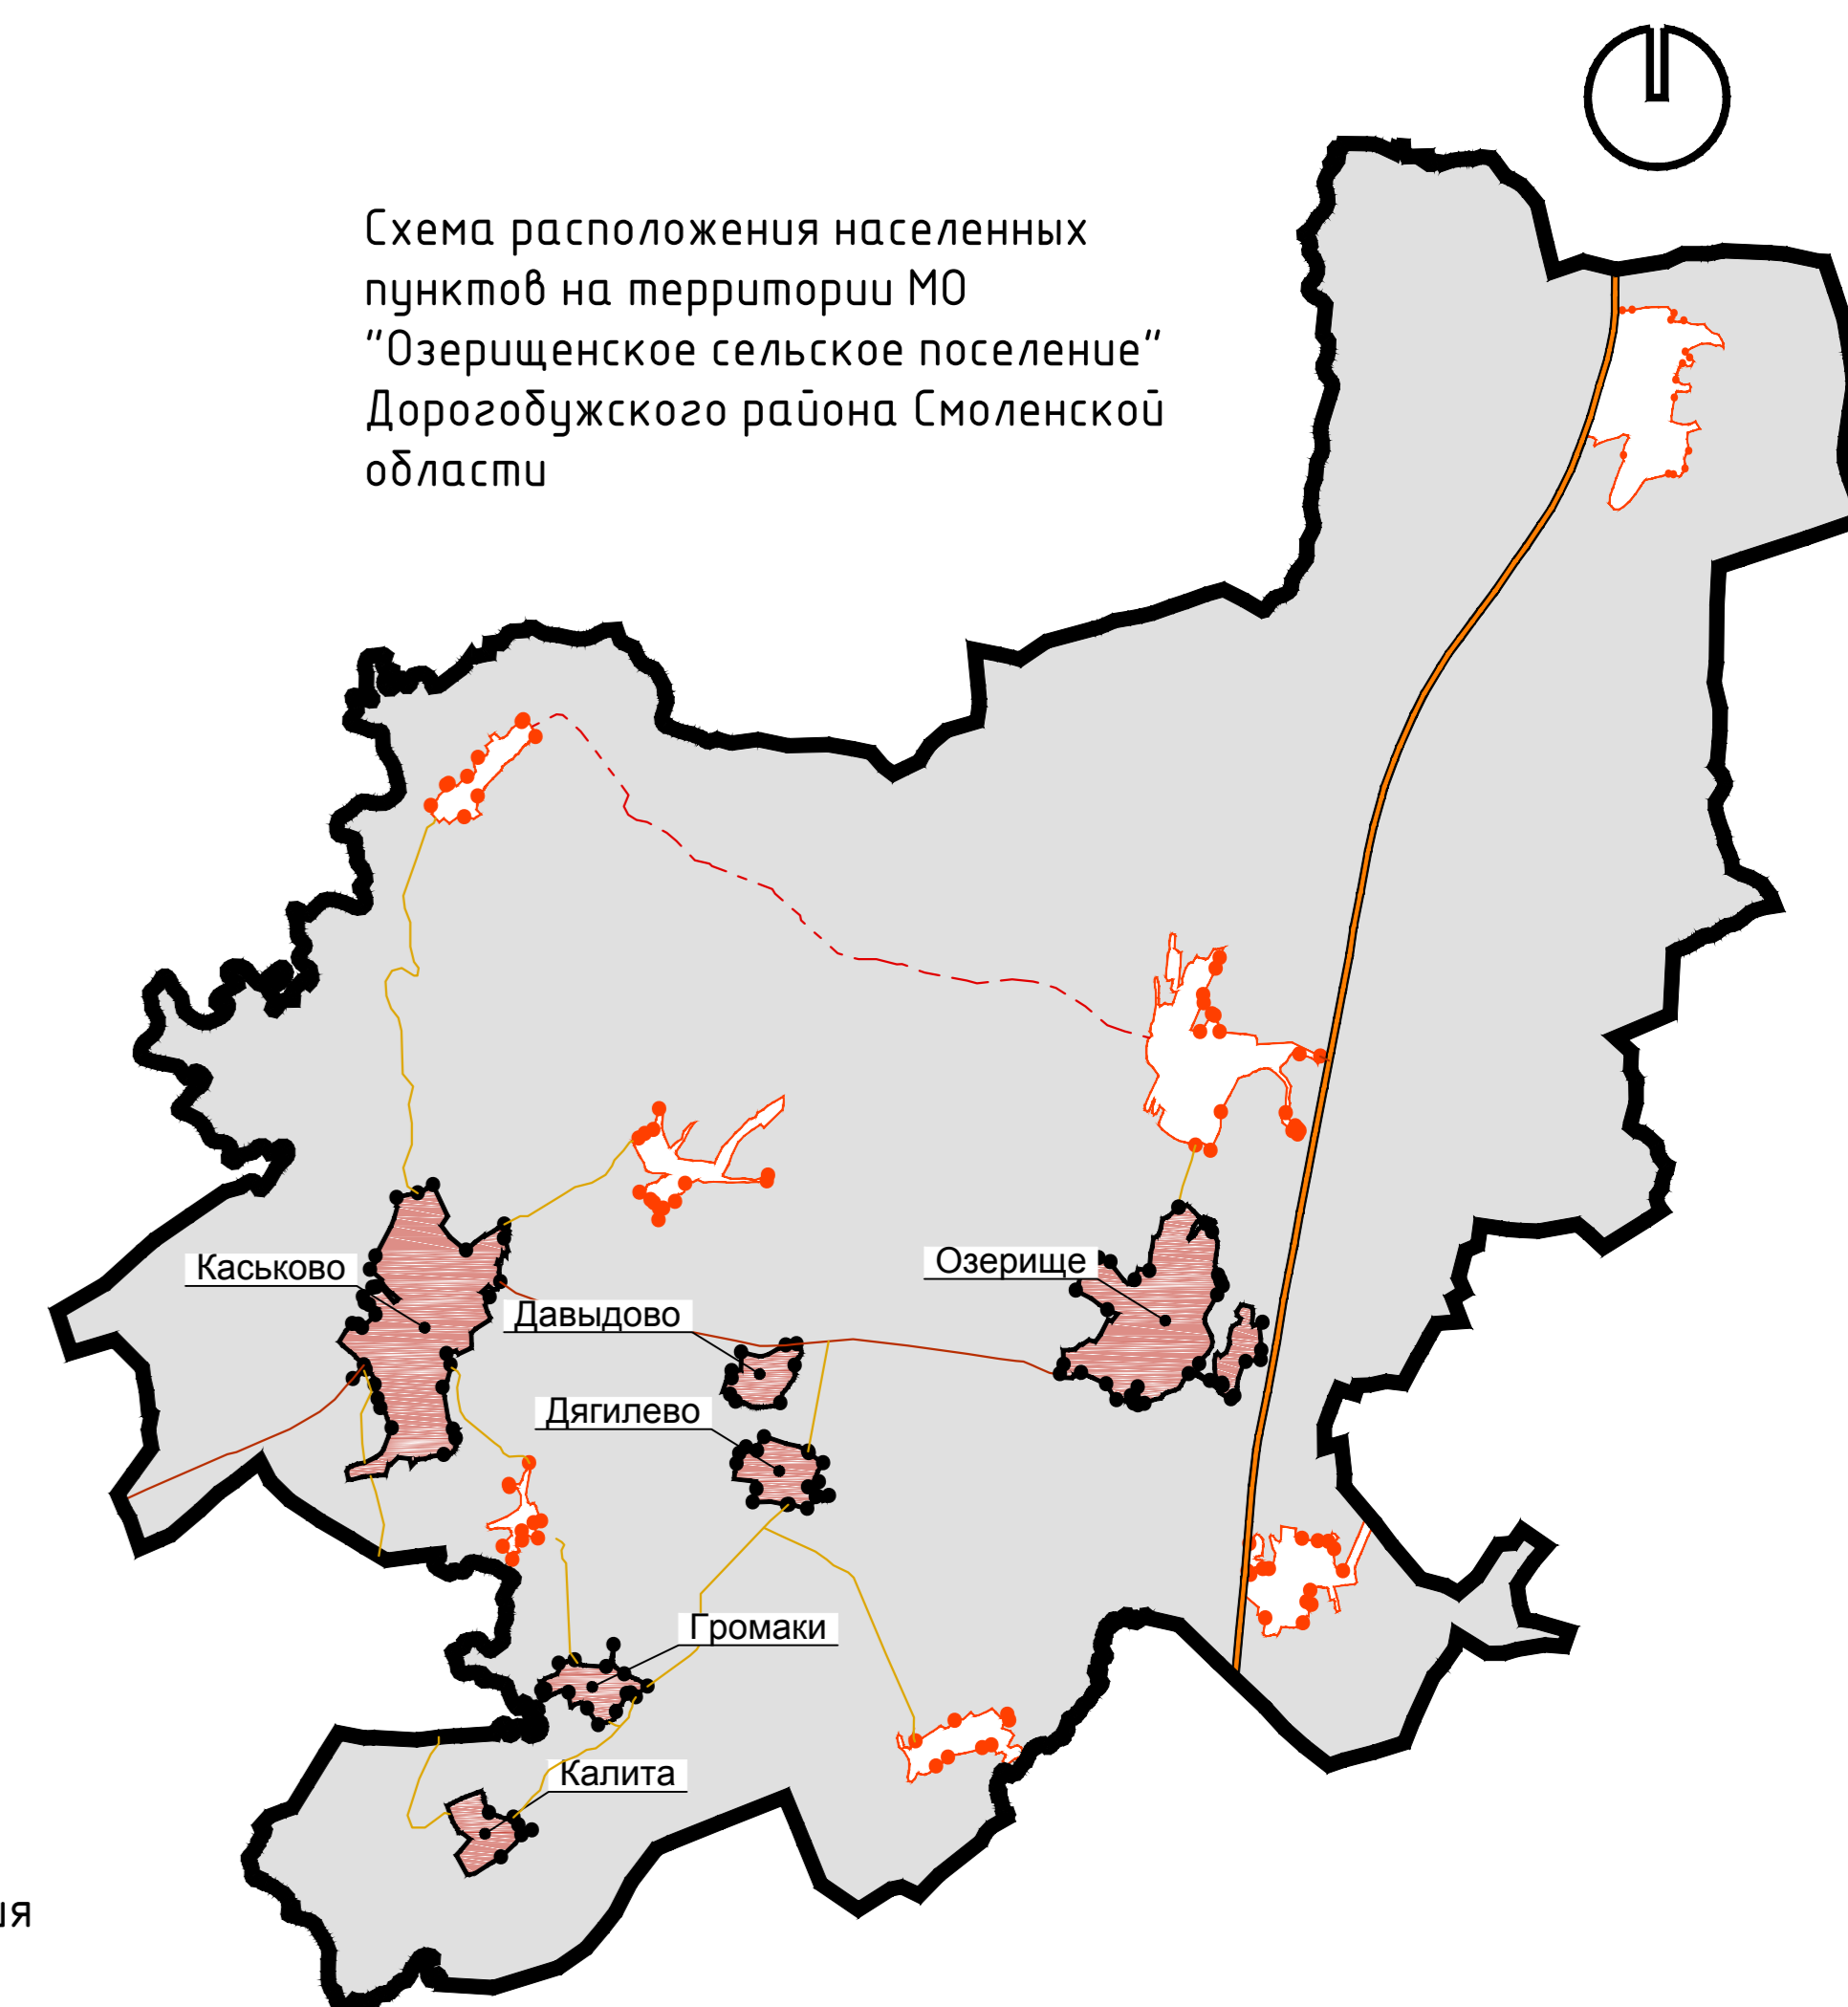 Схема расположения населенных
пунктов на территории МО
"Озерищенское сельское поселение"
Дорогобужского района Смоленской
области
Каськово
Озерище
Давыдово
Дягилево
Громаки
Калита